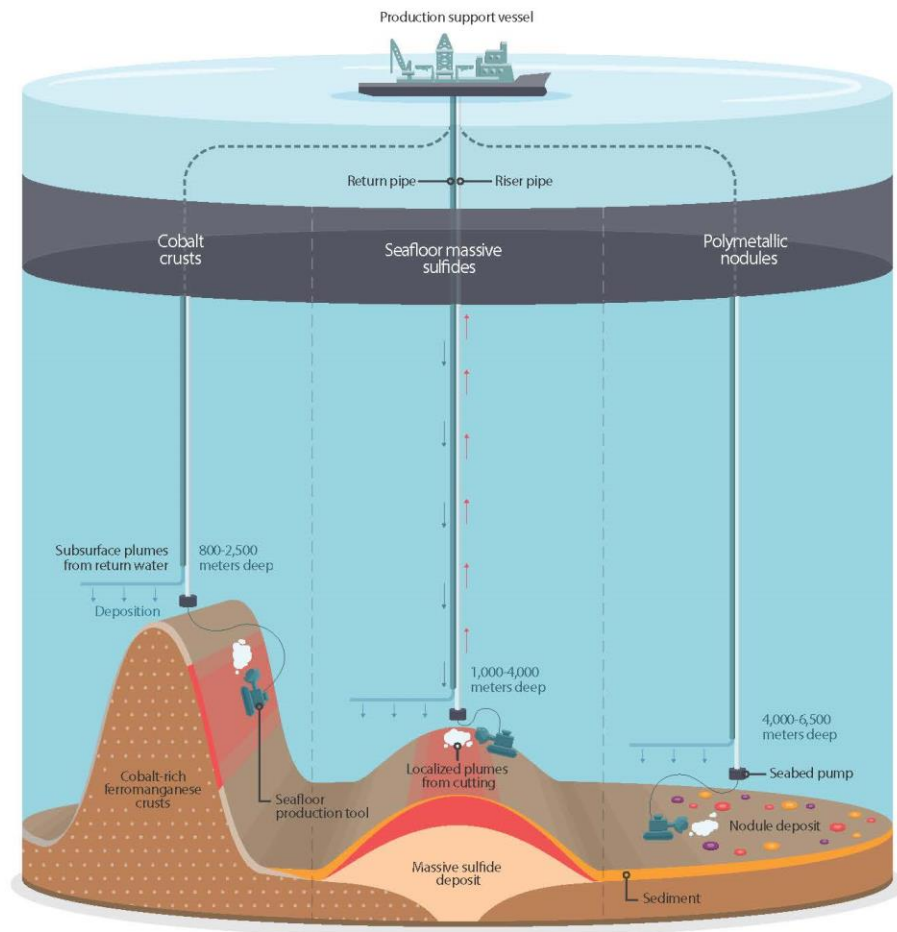 Production support vessel
Return pipe
Riser pipe
Cobalt
crusts
Seafloor massive
sulfides
Polymetallic
nodules
Subsurface plumes
from return water
800-2,500
meters deep
Deposition
1,000-4,000
meters deep
4,000-6,500
meters deep
Seabed pump
Localized plumes
from cutting
Cobalt-rich
ferromanganese
crusts
Seafloor
production tool
Nodule deposit
Massive sulfide
deposit
Sediment